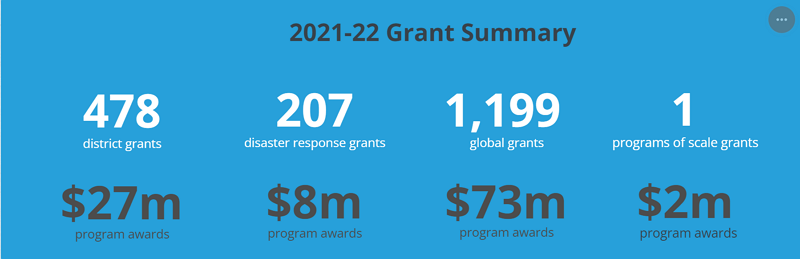 2021-22 Grant Summary
478 207 1,199 1
district grants disaster response grants global grants programs of scale grants
$27m $8m $73m $2m
program awards program awards program awards program awards